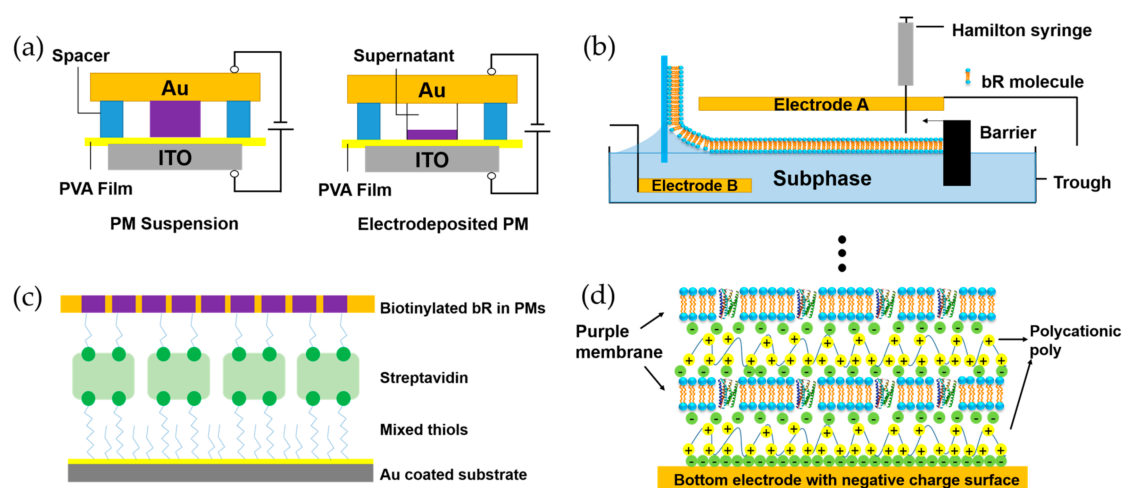 (a)
Spacer
Au
ITO
PVA Film
PM Suspension
Supernatant
Au
ITO
PVA Film
Electrodeposited PM
(b)
Hamilton syringe
bR molecule
Electrode A
Barrier
Electrode B
Subphase
Trough
(c)
Biotinylated bR in PMs
Streptavidin
Mixed thiols
Au coated substrate
(d)
Purple
membrane
Polycationic
poly
Bottom electrode with negative charge surface